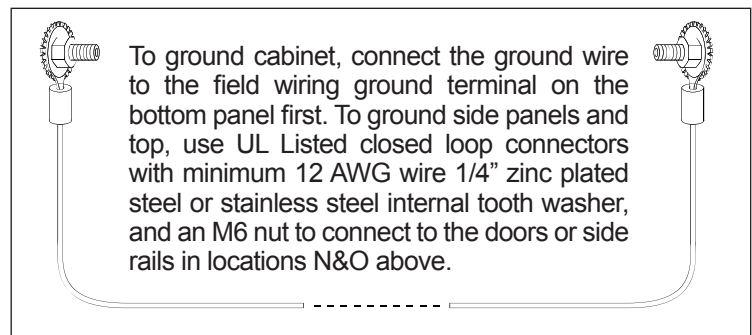 To ground cabinet, connect the ground wire
to the field wiring ground terminal on the
bottom panel first. To ground side panels and
top, use UL Listed closed loop connectors
with minimum 12 AWG wire 1/4” zinc plated
steel or stainless steel internal tooth washer,
and an M6 nut to connect to the doors or side
rails in locations N&O above.